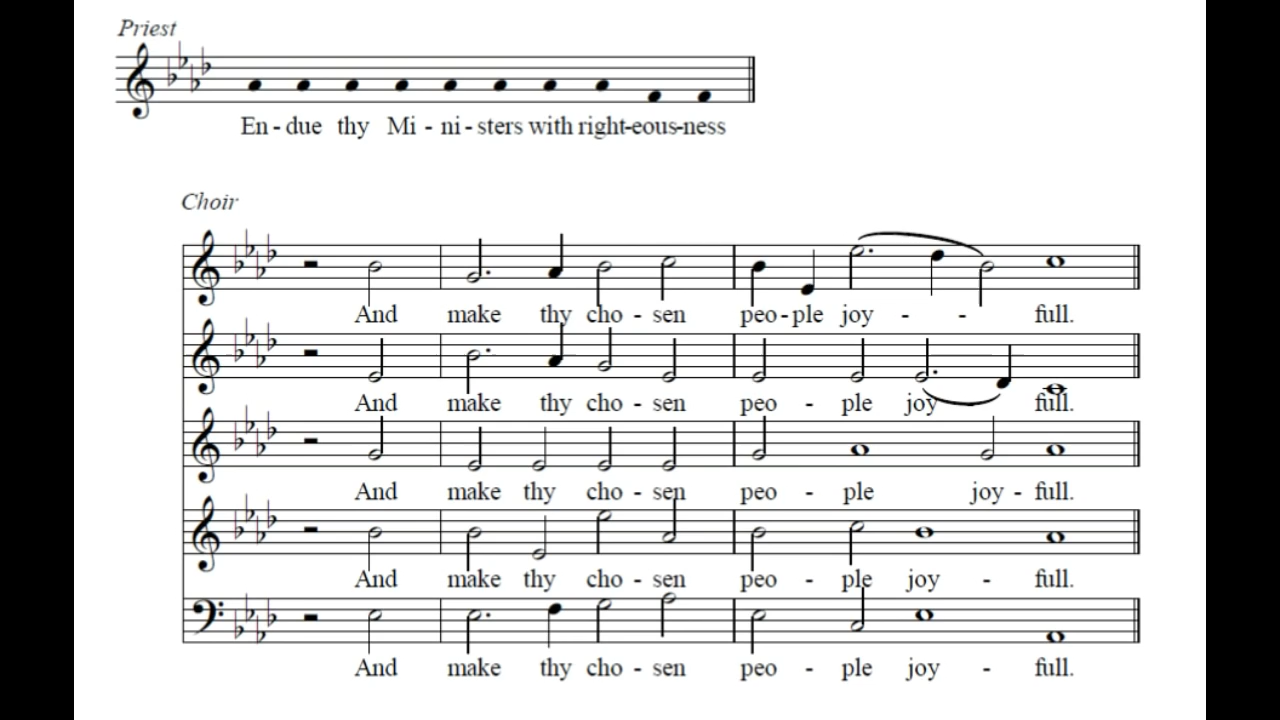 Priest
En - due thy Mi - ni - sters with right-eous-ness
Choir
And make thy cho - sen peo - ple joy - - full.
And make thy cho - sen peo - ple joy full.
And make thy cho - sen peo - ple joy - full.
And make thy cho - sen peo - ple joy - full.
And make thy cho - sen peo - ple joy - full.